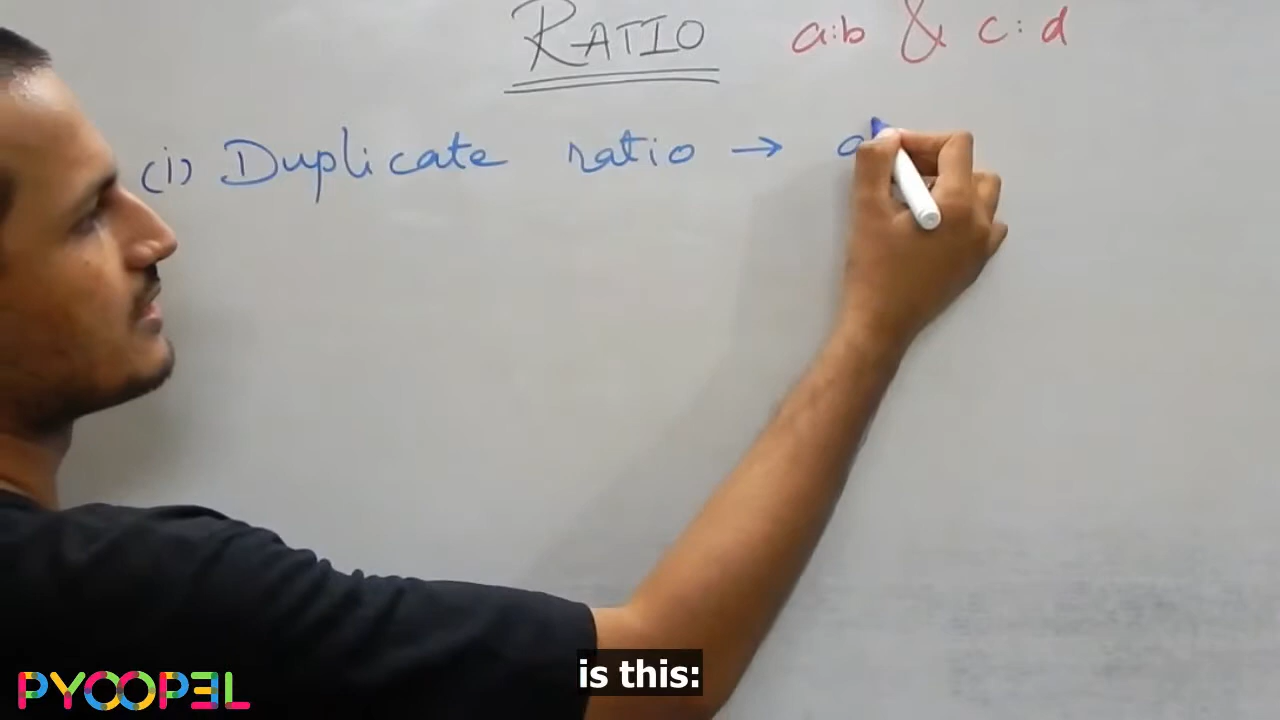 RATIO a:b & c:d
(i) Duplicate ratio → a
is this:
PYOOPEL